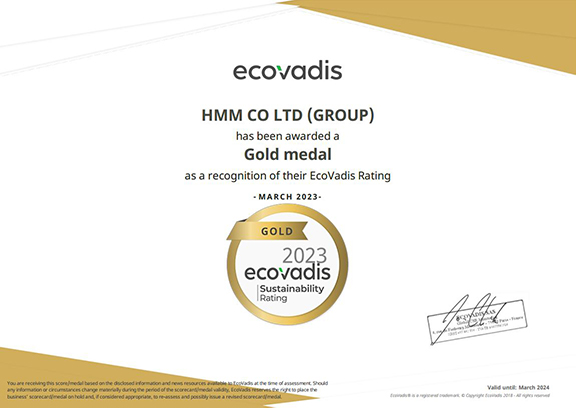 ecovadis
HMM CO LTD (GROUP)
has been awarded a
Gold medal
as a recognition of their EcoVadis Rating
- MARCH 2023-
GOLD
2023
ecovadis
Sustainability
Rating
ECOVADIS SAS
You are receiving this score/medal based on the disclosed information and news resources available to EcoVadis at the time of assessment. Should
any information or circumstances change materially during the period of the scorecard/medal validity, EcoVadis reserves the right to place the
business' scorecard/medal on hold and, if considered appropriate, to re-assess and possibly issue a revised scorecard/medal.
Valid until: March 2024
EcoVadis® is a registered trademark. © Copyright EcoVadis 2018 - All rights reserved